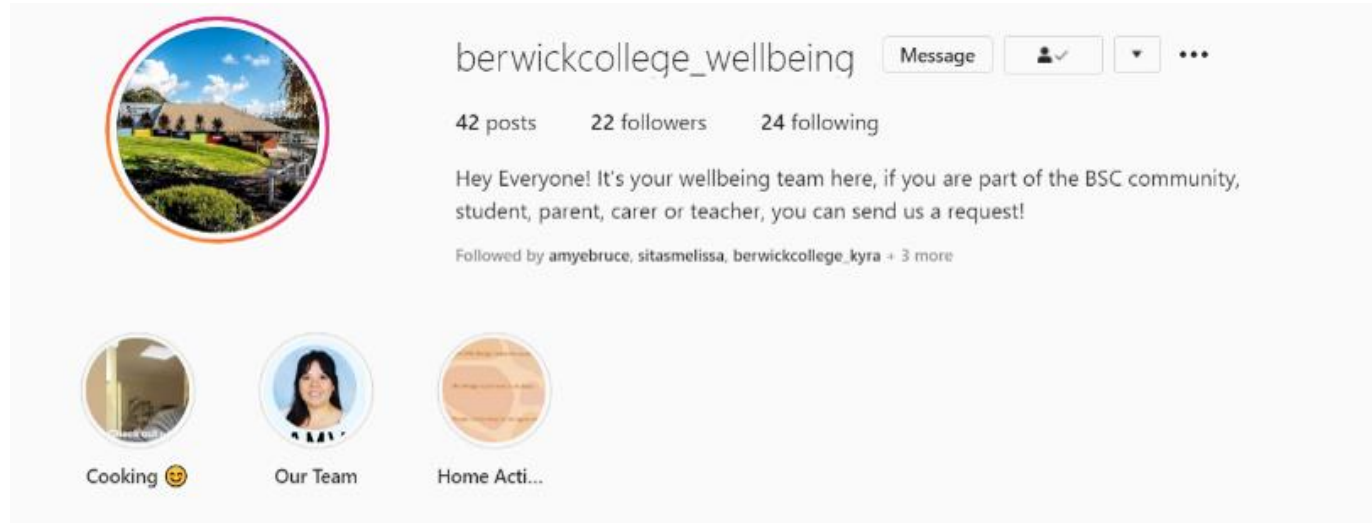 berwickcollege_wellbeing Message
42 posts 22 followers 24 following
Hey Everyone! It's your wellbeing team here, if you are part of the BSC community,
student, parent, carer or teacher, you can send us a request!
Followed by amyebruce, sitasmelissa, berwickcollege_kyra + 3 more
Check out
Cooking 😊 Our Team Home Acti...